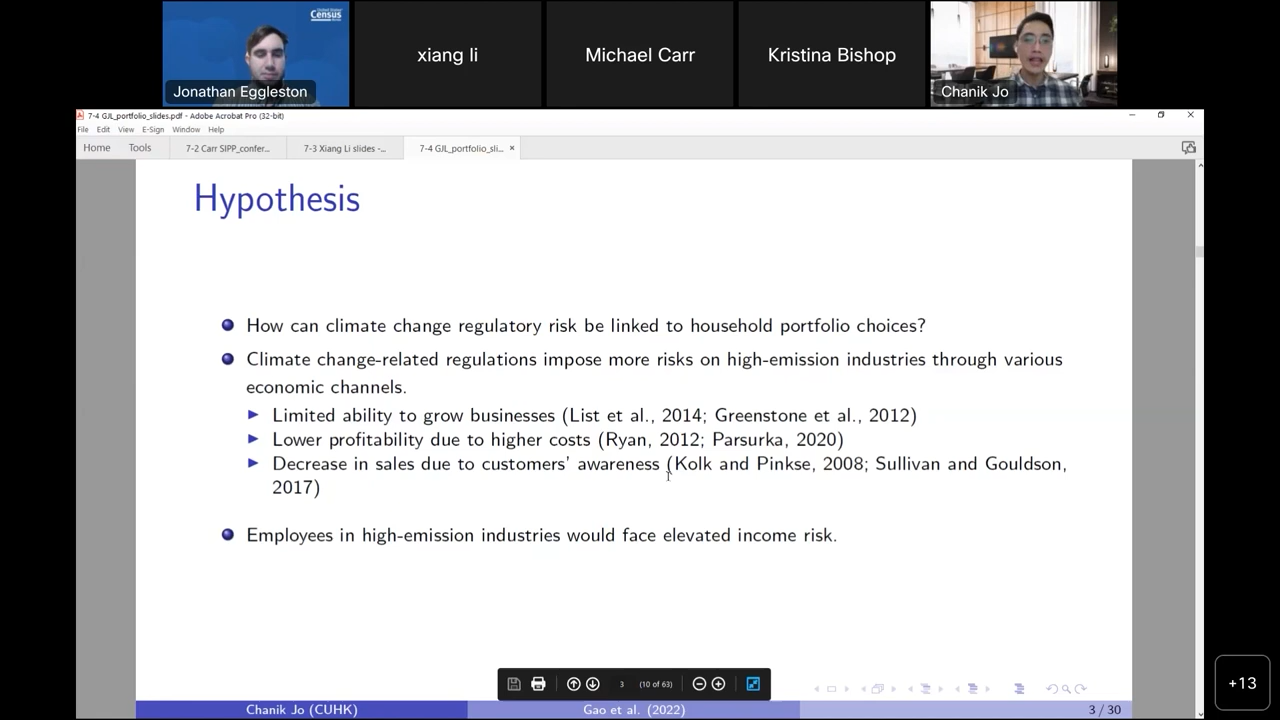 United States®
Census
Bureau
Jonathan Eggleston
xiang li
Michael Carr
Kristina Bishop
Chanik Jo
7-4 GJL_portfolio_slides.pdf - Adobe Acrobat Pro (32-bit)
File Edit View E-Sign Window Help
Home Tools 7-2 Carr SIPP_confer... 7-3 Xiang Li slides -... 7-4 GJL_portfolio_sli... ×
Hypothesis
How can climate change regulatory risk be linked to household portfolio choices?
Climate change-related regulations impose more risks on high-emission industries through various
economic channels.
Limited ability to grow businesses (List et al., 2014; Greenstone et al., 2012)
Lower profitability due to higher costs (Ryan, 2012; Parsurka, 2020)
Decrease in sales due to customers' awareness (Kolk and Pinkse, 2008; Sullivan and Gouldson,
2017)
Employees in high-emission industries would face elevated income risk.
3 (10 of 63)
Chanik Jo (CUHK) Gao et al. (2022) 3 / 30
+13